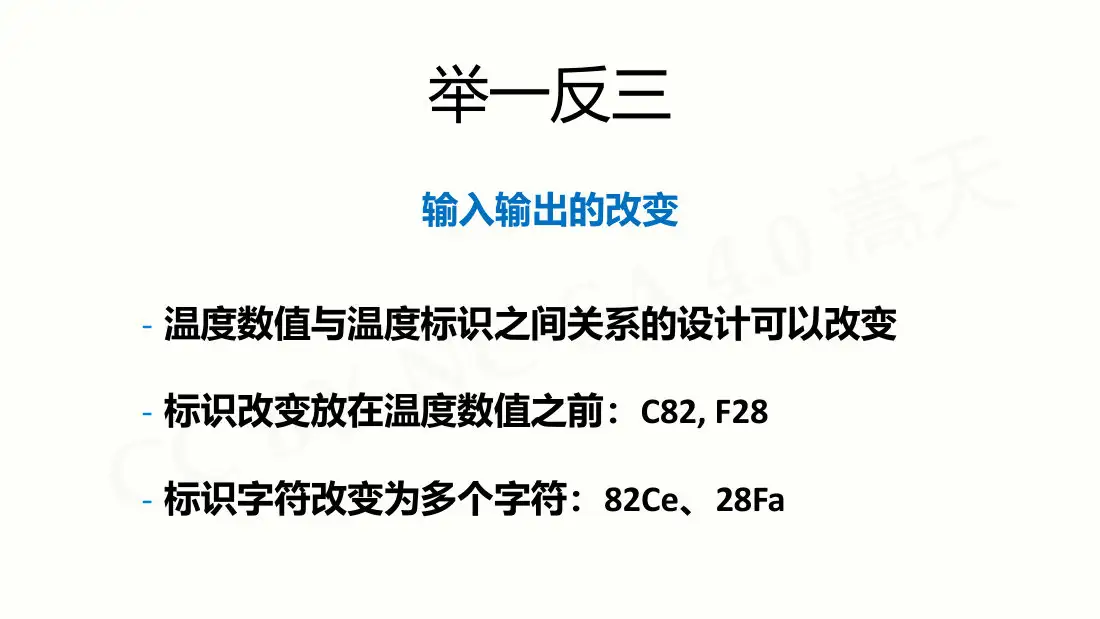 举一反三
输入输出的改变
- 温度数值与温度标识之间关系的设计可以改变
- 标识改变放在温度数值之前：C82, F28
- 标识字符改变为多个字符：82Ce、28Fa
CC BY NC SA 4.0 嵩天